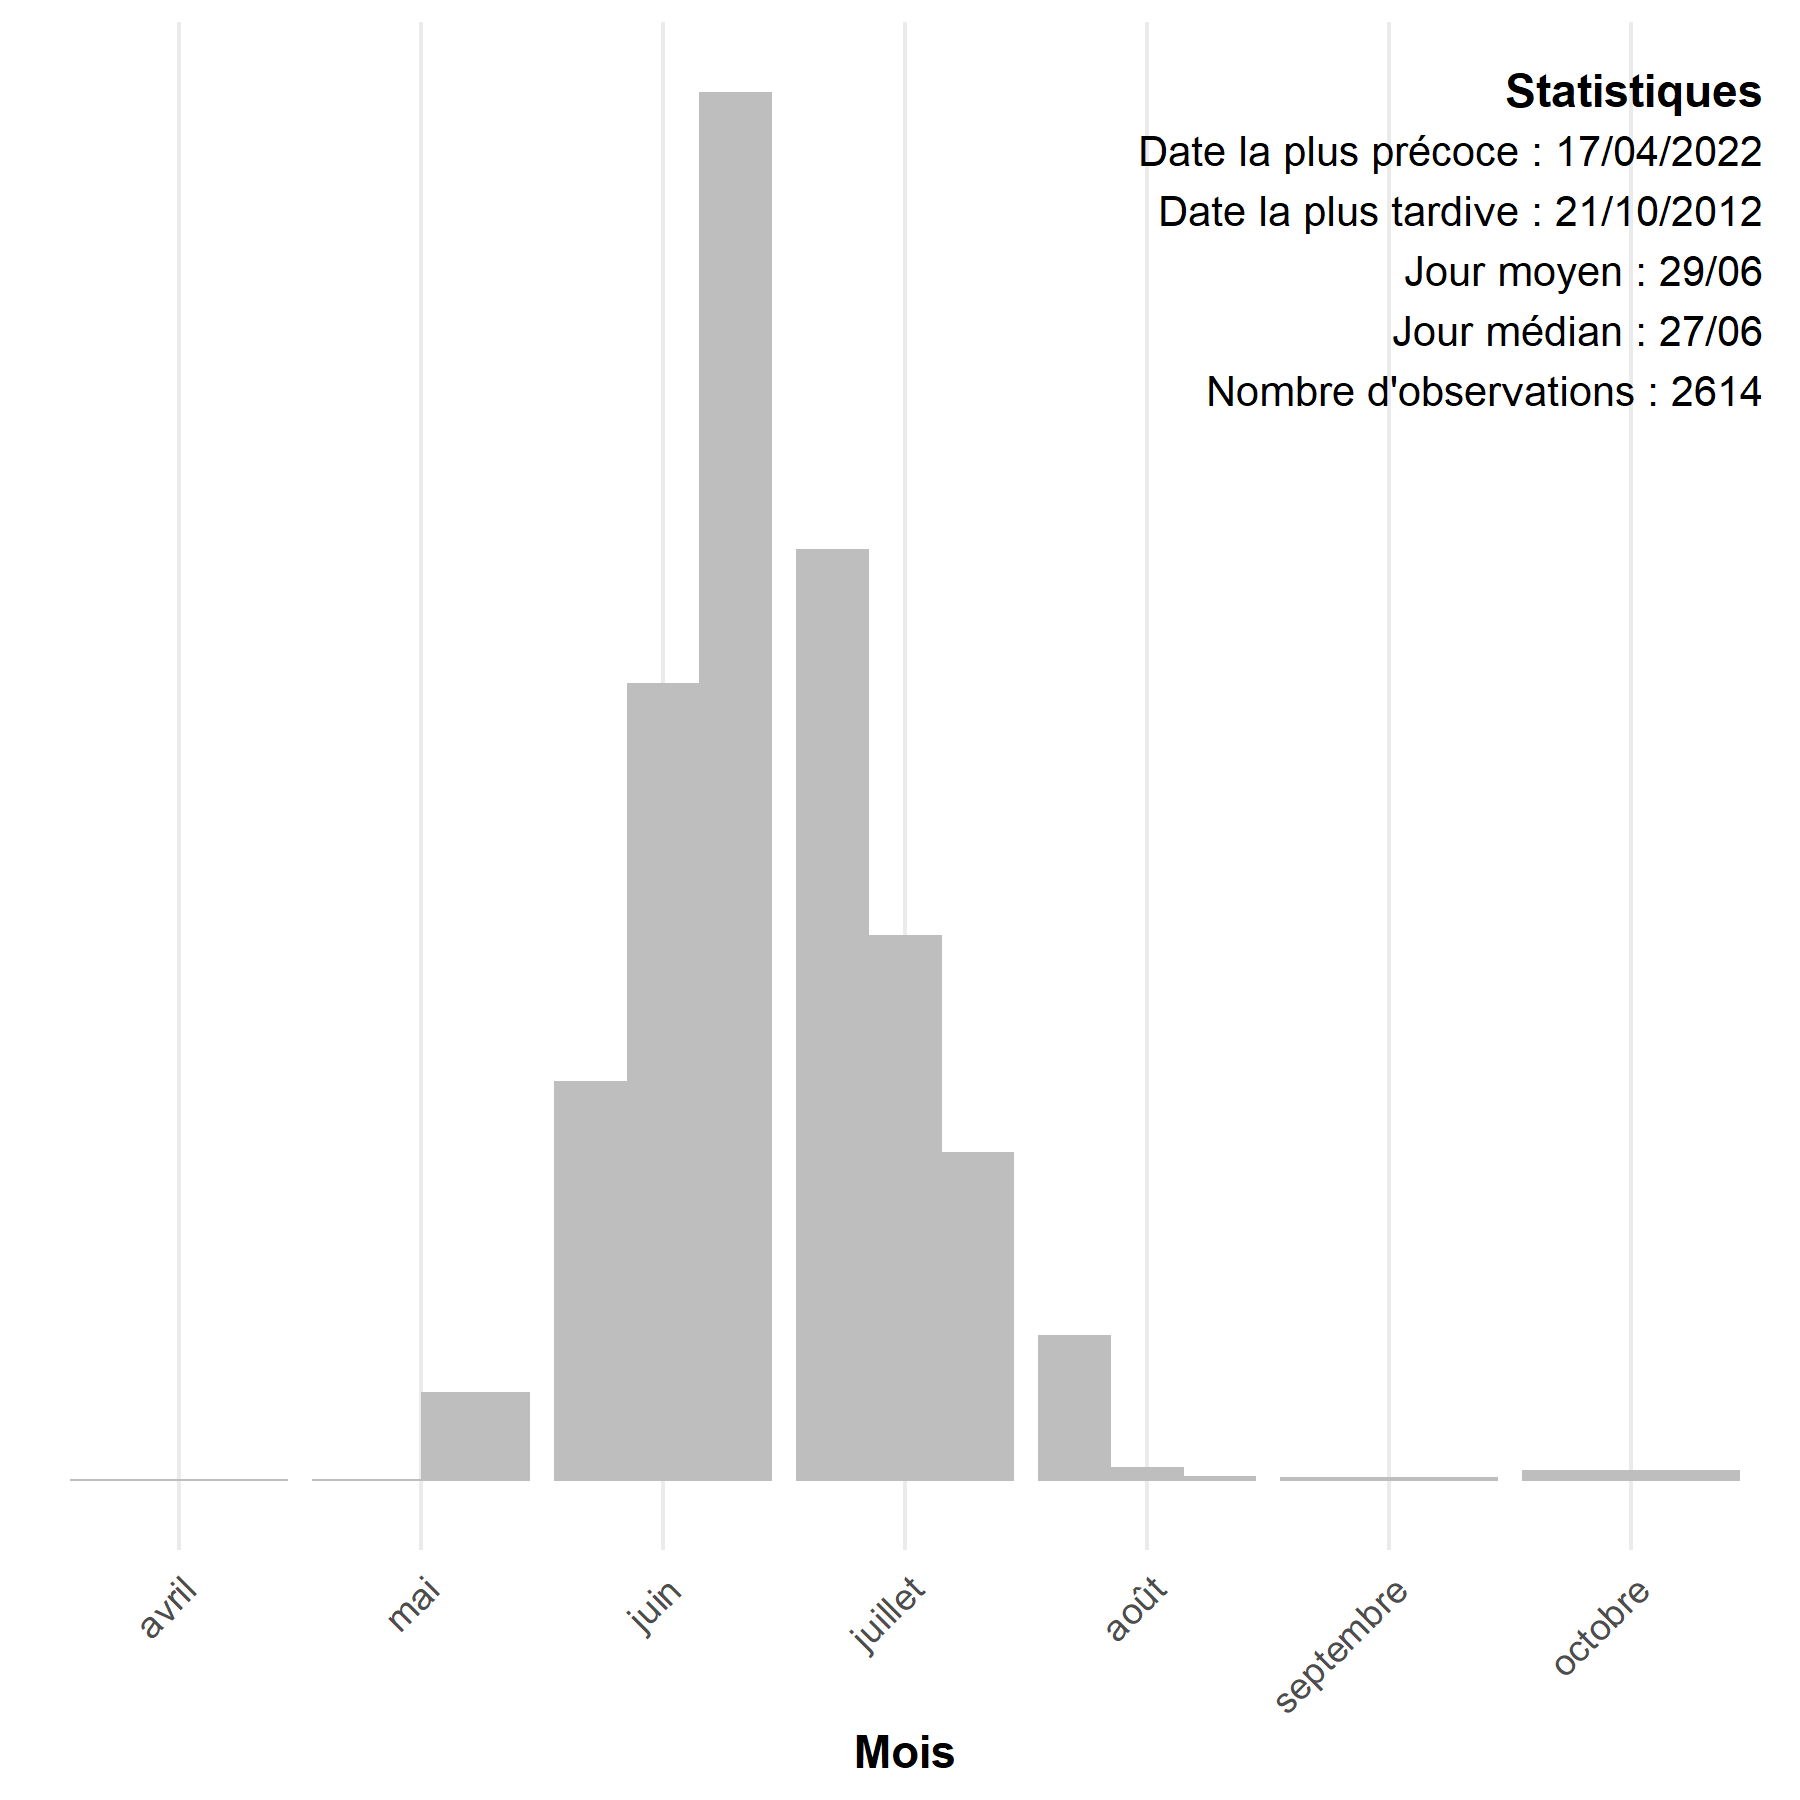 Statistiques
Date la plus précoce : 17/04/2022
Date la plus tardive : 21/10/2012
Jour moyen : 29/06
Jour médian : 27/06
Nombre d'observations : 2614
avril
mai
juin
juillet
août
septembre
octobre
Mois